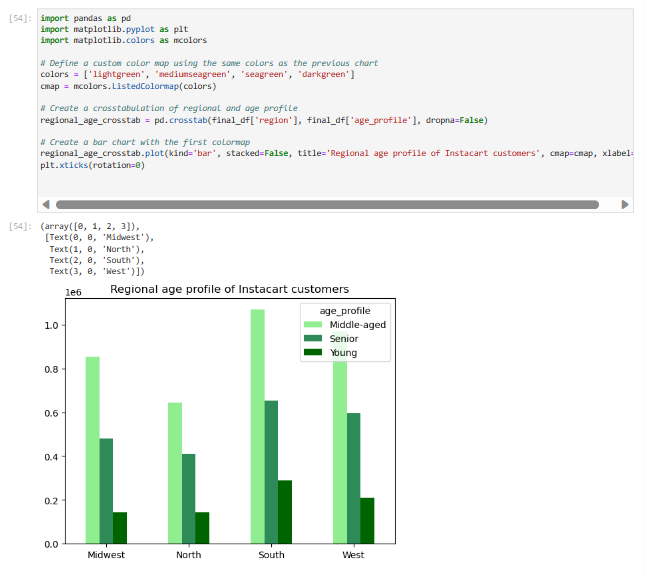 [54]: import pandas as pd
import matplotlib.pyplot as plt
import matplotlib.colors as mcolors
# Define a custom color map using the same colors as the previous chart
colors = ['lightgreen', 'mediumseagreen', 'seagreen', 'darkgreen']
cmap = mcolors.ListedColormap(colors)
# Create a crosstabulation of regional and age profile
regional_age_crosstab = pd.crosstab(final_df['region'], final_df['age_profile'], dropna=False)
# Create a bar chart with the first colormap
regional_age_crosstab.plot(kind='bar', stacked=False, title='Regional age profile of Instacart customers', cmap=cmap, xlabel=
plt.xticks(rotation=0)
[54]: (array([0, 1, 2, 3]),
[Text(0, 0, 'Midwest'),
Text(1, 0, 'North'),
Text(2, 0, 'South'),
Text(3, 0, 'West')])
Regional age profile of Instacart customers
1e6
age_profile
Middle-aged
Senior
Young
1.0
0.8
0.6
0.4
0.2
0.0
Midwest North South West